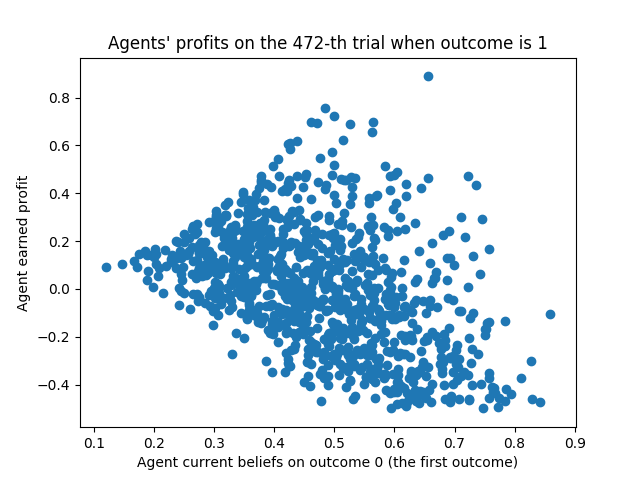 Agents' profits on the 472-th trial when outcome is 1
Agent earned profit
0.8
0.6
0.4
0.2
0.0
−0.2
−0.4
0.1 0.2 0.3 0.4 0.5 0.6 0.7 0.8 0.9
Agent current beliefs on outcome 0 (the first outcome)